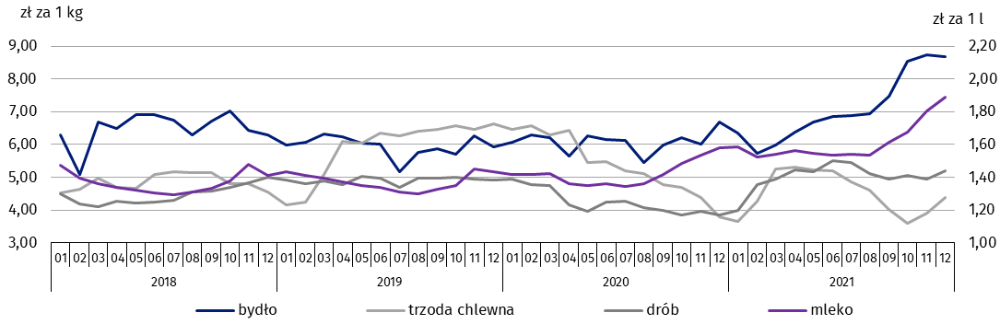 zł za 1 kg
zł za 1 l
9,00 2,20
8,00 2,00
7,00 1,80
6,00 1,60
5,00 1,40
4,00 1,20
3,00 1,00
01 02 03 04 05 06 07 08 09 10 11 12 01 02 03 04 05 06 07 08 09 10 11 12 01 02 03 04 05 06 07 08 09 10 11 12 01 02 03 04 05 06 07 08 09 10 11 12
2018 2019 2020 2021
bydło trzoda chlewna drób mleko